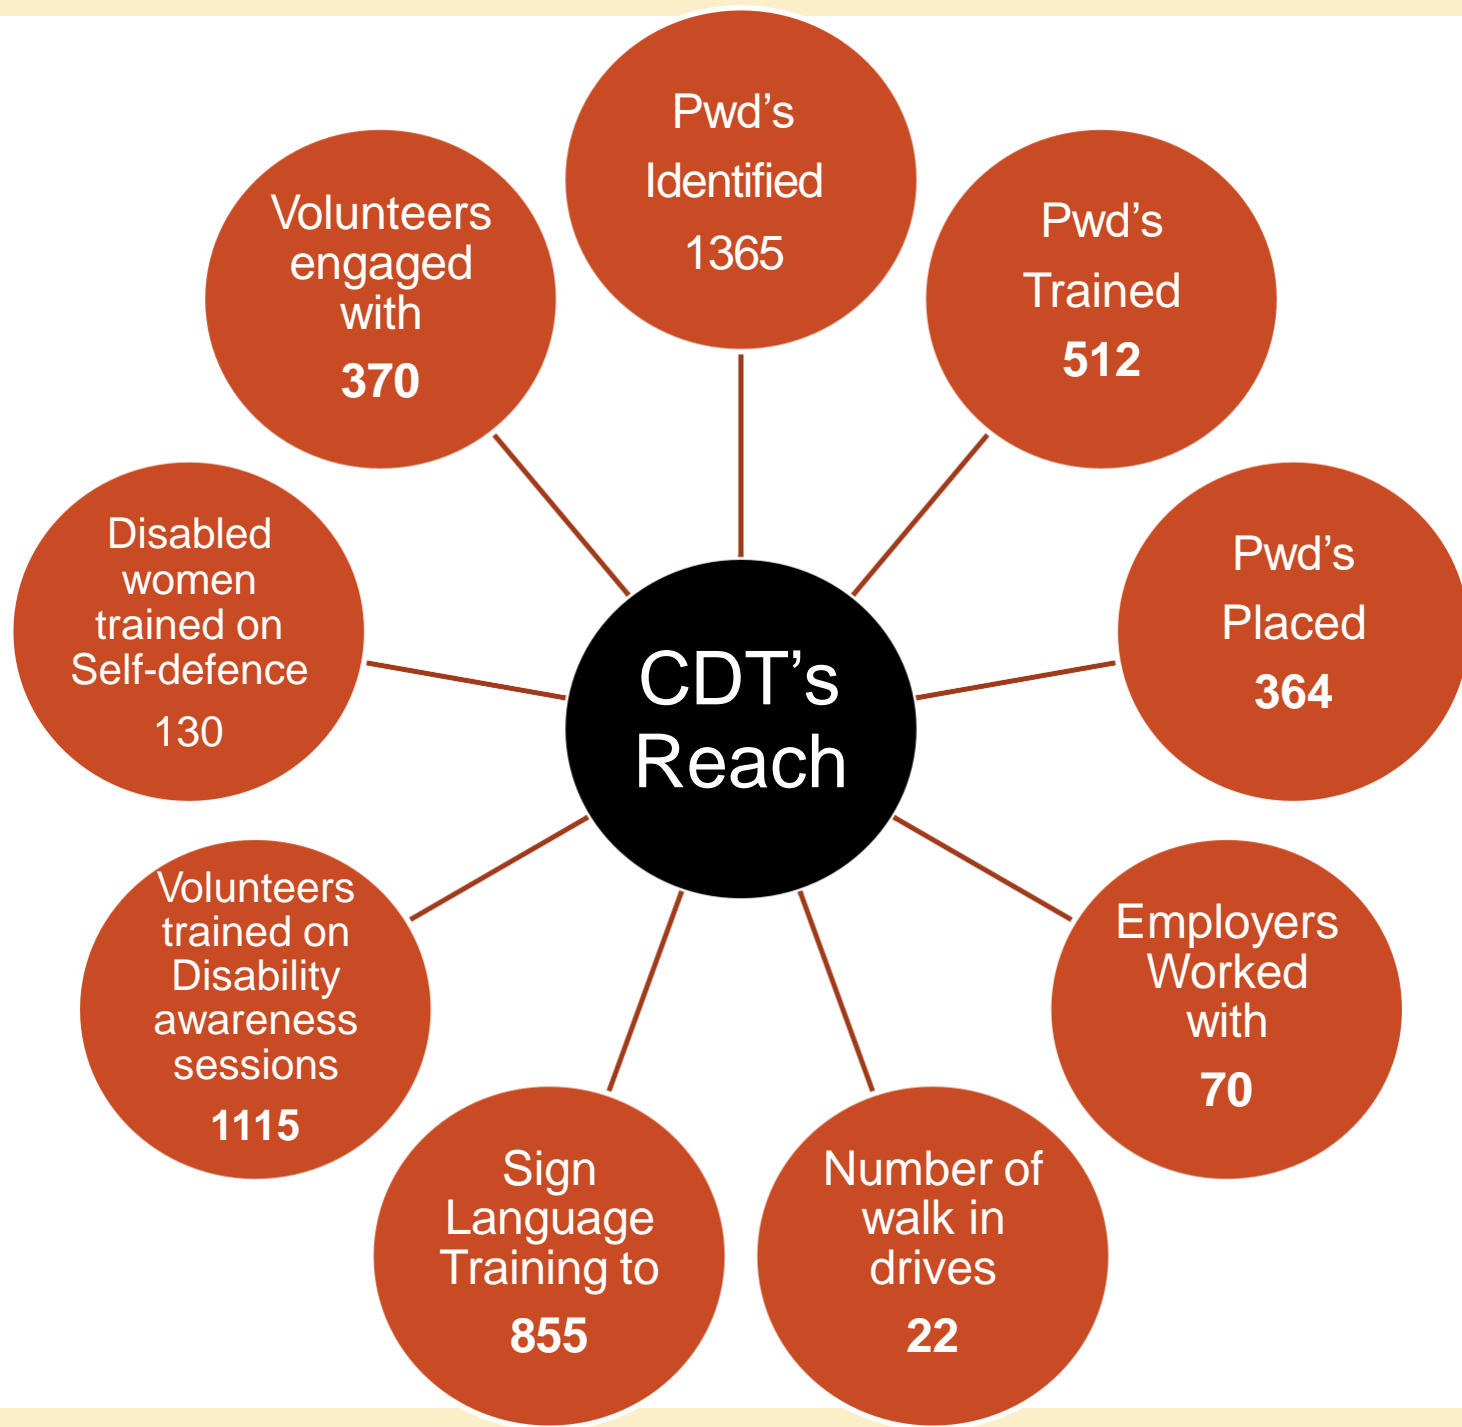 Pwd’s
Identified
1365
Pwd’s
Trained
512
Pwd’s
Placed
364
Employers
Worked
with
70
Number of
walk in
drives
22
Sign
Language
Training to
855
Volunteers
trained on
Disability
awareness
sessions
1115
Disabled
women
trained on
Self-defence
130
Volunteers
engaged
with
370
CDT’s
Reach